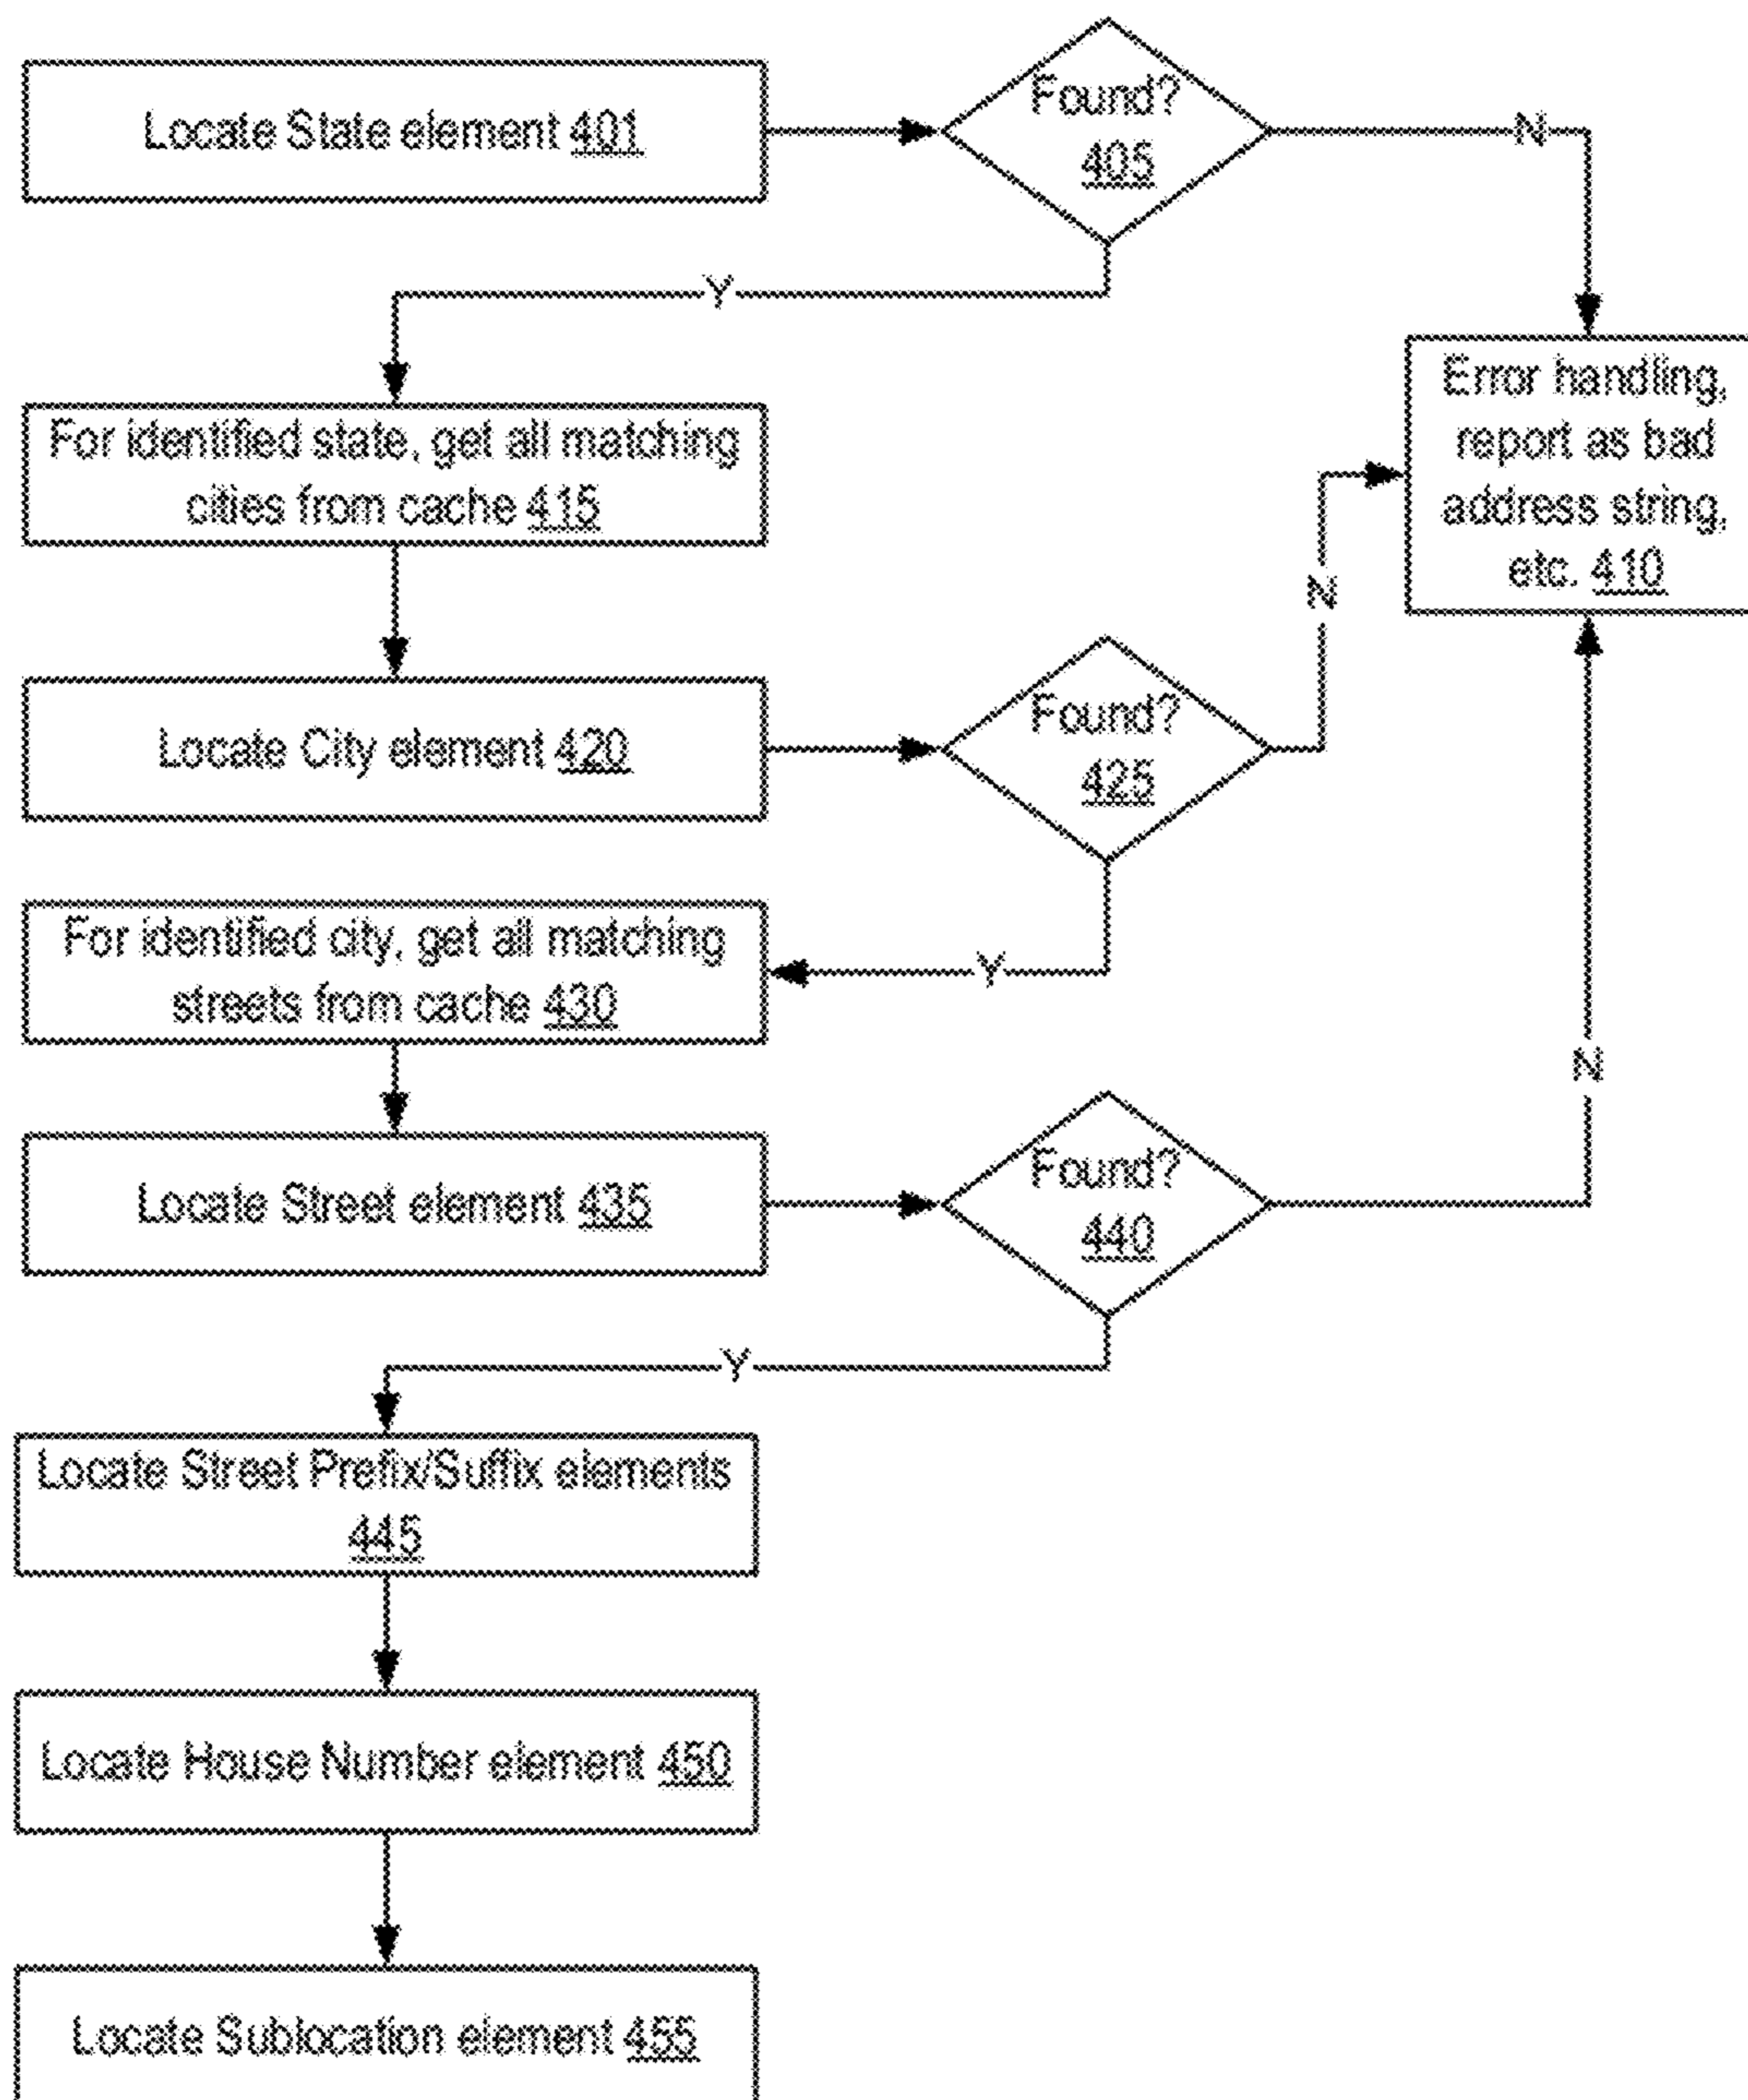 Locate State element 401
Found?
405
N
Y
For identified state, get all matching
cities from cache 415
Error handling,
report as bad
address string,
etc. 410
N
Locate City element 420
Found?
425
For identified city, get all matching
streets from cache 430
Y
N
Locate Street element 435
Found?
440
Y
Locate Street Prefix/Suffix elements
445
Locate House Number element 450
Locate Sublocation element 455